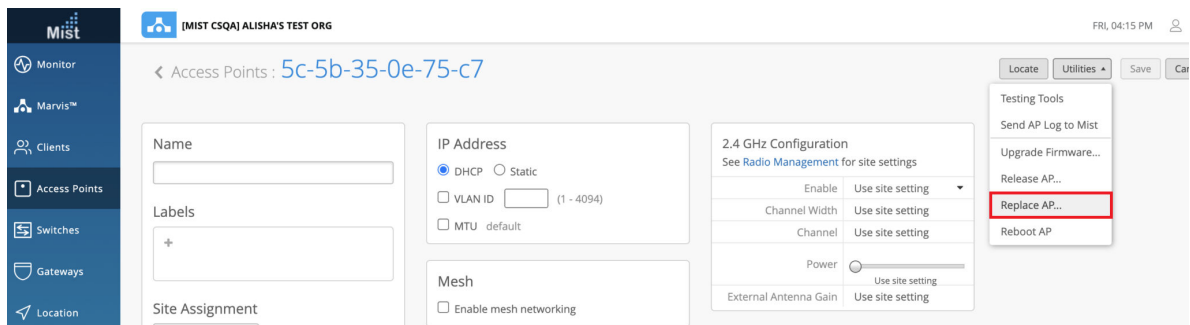 Mist
[MIST CSQA] ALISHA'S TEST ORG
FRI, 04:15 PM
Monitor
Marvis™
Clients
Access Points
Switches
Gateways
Location
< Access Points : 5c-5b-35-0e-75-c7
Locate
Utilities
Save
Testing Tools
Send AP Log to Mist
Upgrade Firmware...
Release AP...
Replace AP...
Reboot AP
Name
Labels
+
Site Assignment
IP Address
DHCP Static
VLAN ID (1 - 4094)
MTU default
Mesh
Enable mesh networking
2.4 GHz Configuration
See Radio Management for site settings
Enable Use site setting
Channel Width Use site setting
Channel Use site setting
Power
Use site setting
External Antenna Gain Use site setting